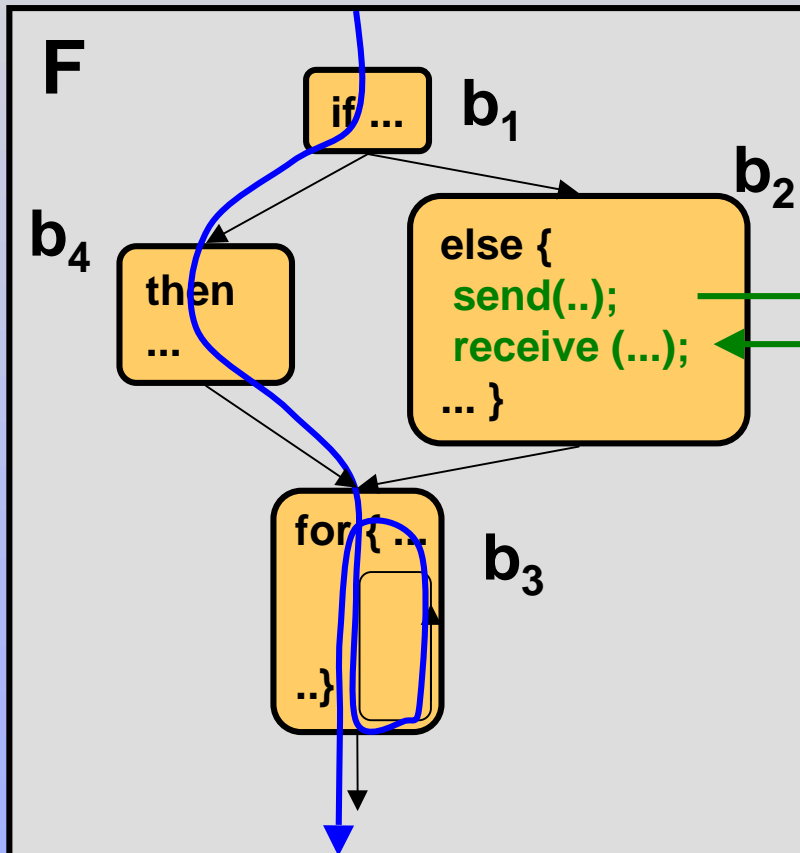 F
if ...
b1
b2
b4
else {
send(..);
receive (...);
... }
then
...
for { ...
..}
b3